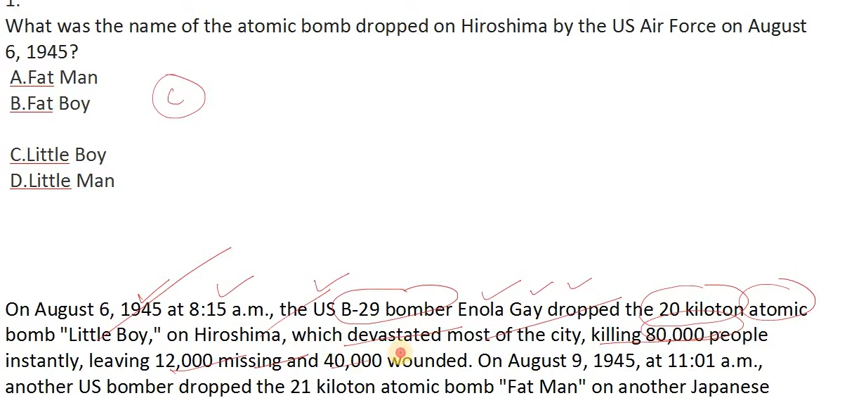 1.
What was the name of the atomic bomb dropped on Hiroshima by the US Air Force on August
6, 1945?
A.Fat Man
B.Fat Boy
C
C.Little Boy
D.Little Man
On August 6, 1945 at 8:15 a.m., the US B-29 bomber Enola Gay dropped the 20 kiloton atomic
bomb "Little Boy," on Hiroshima, which devastated most of the city, killing 80,000 people
instantly, leaving 12,000 missing and 40,000 wounded. On August 9, 1945, at 11:01 a.m.,
another US bomber dropped the 21 kiloton atomic bomb "Fat Man" on another Japanese